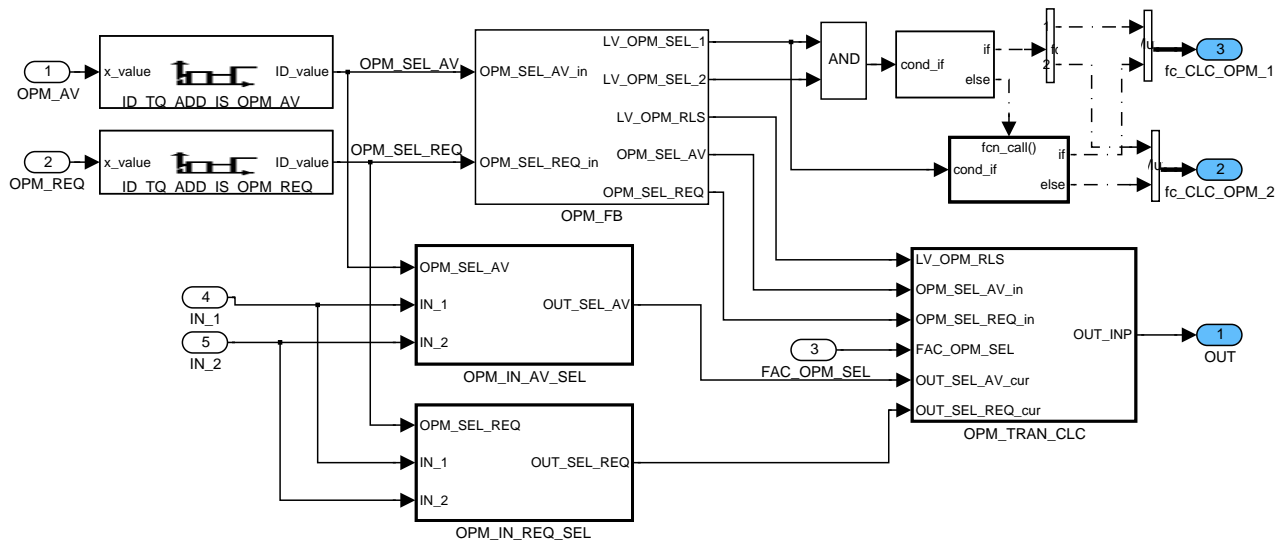 1
OPM_AV
x_value
ID_value
ID_TQ_ADD_IS_OPM_AV
OPM_SEL_AV
2
OPM_REQ
x_value
ID_value
ID_TQ_ADD_IS_OPM_REQ
OPM_SEL_REQ
OPM_SEL_AV_in
OPM_SEL_REQ_in
LV_OPM_SEL_1
LV_OPM_SEL_2
LV_OPM_RLS
OPM_SEL_AV
OPM_SEL_REQ
OPM_FB
AND
cond_if
if
else
1
2
fcn_call()
cond_if
if
else
3
fc_CLC_OPM_1
2
fc_CLC_OPM_2
4
IN_1
5
IN_2
OPM_SEL_AV
IN_1
IN_2
OUT_SEL_AV
OPM_IN_AV_SEL
OPM_SEL_REQ
IN_1
IN_2
OUT_SEL_REQ
OPM_IN_REQ_SEL
3
FAC_OPM_SEL
LV_OPM_RLS
OPM_SEL_AV_in
OPM_SEL_REQ_in
FAC_OPM_SEL
OUT_SEL_AV_cur
OUT_SEL_REQ_cur
OUT_INP
OPM_TRAN_CLC
1
OUT